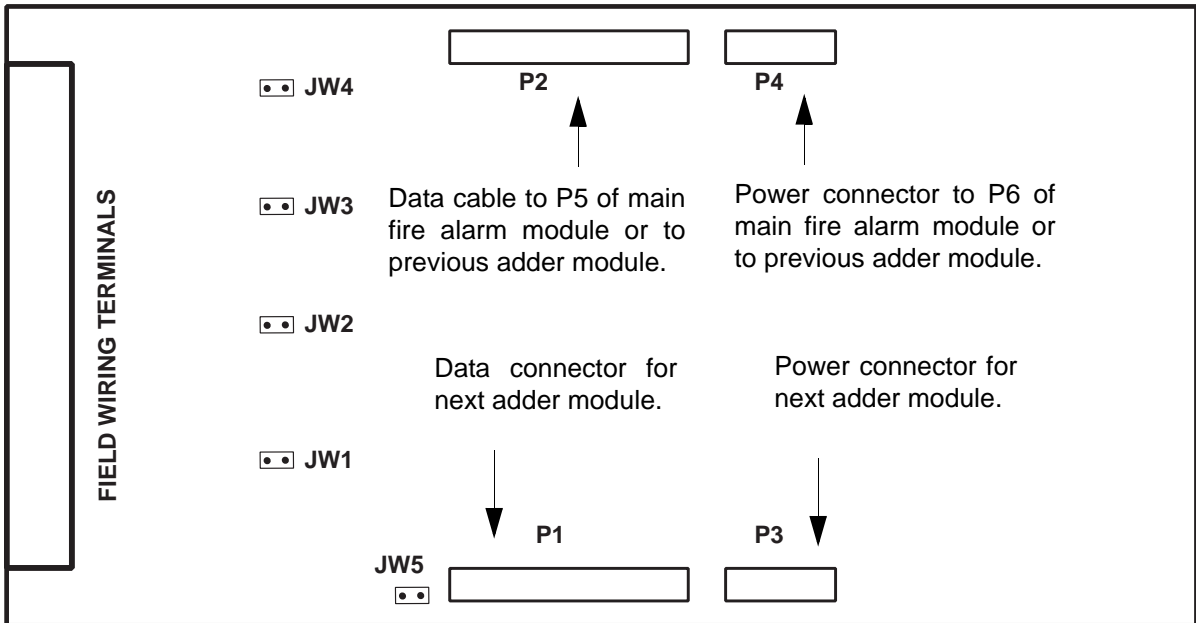 P2
P4
JW4
JW3
Data cable to P5 of main
fire alarm module or to
previous adder module.
Power connector to P6 of
main fire alarm module or
to previous adder module.
FIELD WIRING TERMINALS
JW2
Data connector for
next adder module.
Power connector for
next adder module.
JW1
P1
P3
JW5